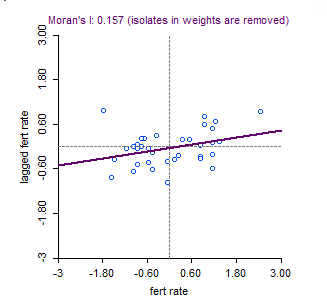 Moran's I: 0.157 (isolates in weights are removed)
3.00
1.80
0.60
-0.60
-1.80
-3
lagged fert rate
-3 -1.80 -0.60 0.60 1.80 3.00
fert rate